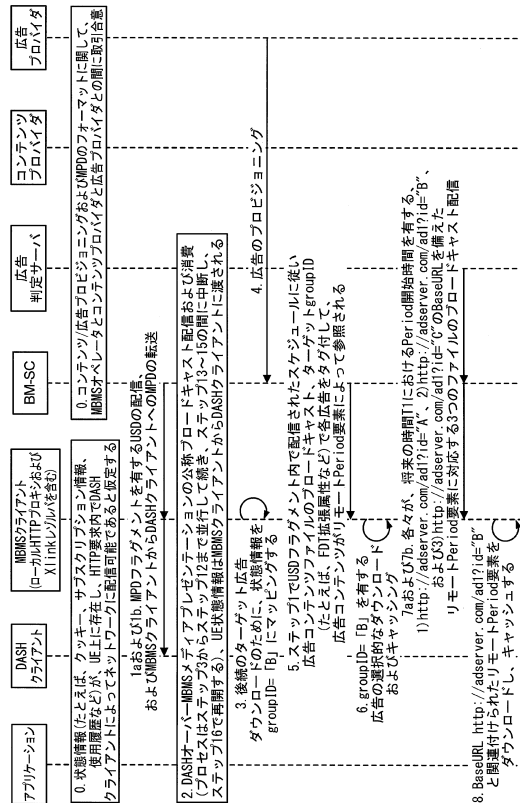 アプリケーション
DASH
クライアント
MBMSクライアント
(ローカルHTTPプロキシおよび
Xlinkレゾルバを含む)
BM-SC
広告
判定サーバ
コンテンツ
プロバイダ
広告
プロバイダ
0. 状態情報(たとえば、クッキー、サブスクリプション情報、
使用履歴など)が、UE上に存在し、HTTP要求内でDASH
クライアントによってネットワークに配信可能であると仮定する
0. コンテンツ/広告プロビジョニングおよびMPDのフォーマットに関して、
MBMSオペレータとコンテンツプロバイダと広告プロバイダとの間に取引合意
1aおよび1b. MPDフラグメントを有するUSDの配信、
およびMBMSクライアントからDASHクライアントへのMPDの転送
2. DASHオーバーMBMSメディアプレゼンテーションの公称ブロードキャスト配信および消費
(プロセスはステップ3からステップ12まで並行して続き、ステップ13〜15の間に中断し、
ステップ16で再開する)、UE状態情報はMBMSクライアントからDASHクライアントに渡される
3. 後続のターゲット広告
ダウンロードのために、状態情報を
groupID=「B」にマッピングする
4. 広告のプロビジョニング
5. ステップ1でUSDフラグメント内で配信されたスケジュールに従い
広告コンテンツファイルのブロードキャスト、ターゲットgroupID
(たとえば、FDT拡張属性など)で各広告をタグ付して、
広告コンテンツがリモートPeriod要素によって参照される
6. groupID=「B」を有する
広告の選択的なダウンロード
およびキャッシング
7aおよび7b. 各々が、将来の時間T1におけるPeriod開始時間を有する、
1)http://adserver.com/ad1?id="A"、2)http://adserver.com/ad1?id="B"、
および3)http://adserver.com/ad1?id="C"のBaseURLを備えた
リモートPeriod要素に対応する3つのファイルのブロードキャスト配信
8. BaseURL http://adserver.com/ad1?id="B"
と関連付けられたリモートPeriod要素を
ダウンロードし、キャッシュする